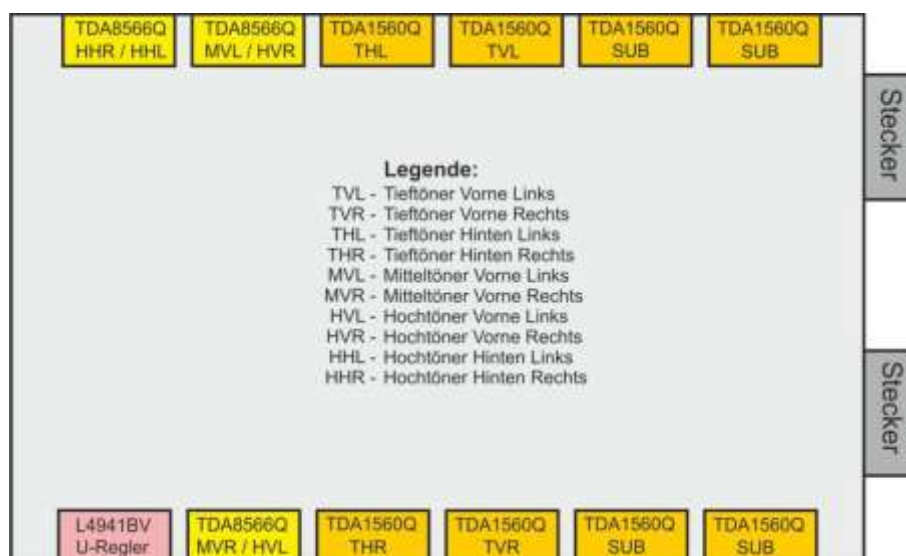 TDA8566Q
HHR / HHL
TDA8566Q
MVL / HVR
TDA1560Q
THL
TDA1560Q
TVL
TDA1560Q
SUB
TDA1560Q
SUB
Stecker
Legende:
TVL - Tieftöner Vorne Links
TVR - Tieftöner Vorne Rechts
THL - Tieftöner Hinten Links
THR - Tieftöner Hinten Rechts
MVL - Mitteltöner Vorne Links
MVR - Mitteltöner Vorne Rechts
HVL - Hochtöner Vorne Links
HVR - Hochtöner Vorne Rechts
HHL - Hochtöner Hinten Links
HHR - Hochtöner Hinten Rechts
Stecker
L4941BV
U-Regler
TDA8566Q
MVR / HVL
TDA1560Q
THR
TDA1560Q
TVR
TDA1560Q
SUB
TDA1560Q
SUB